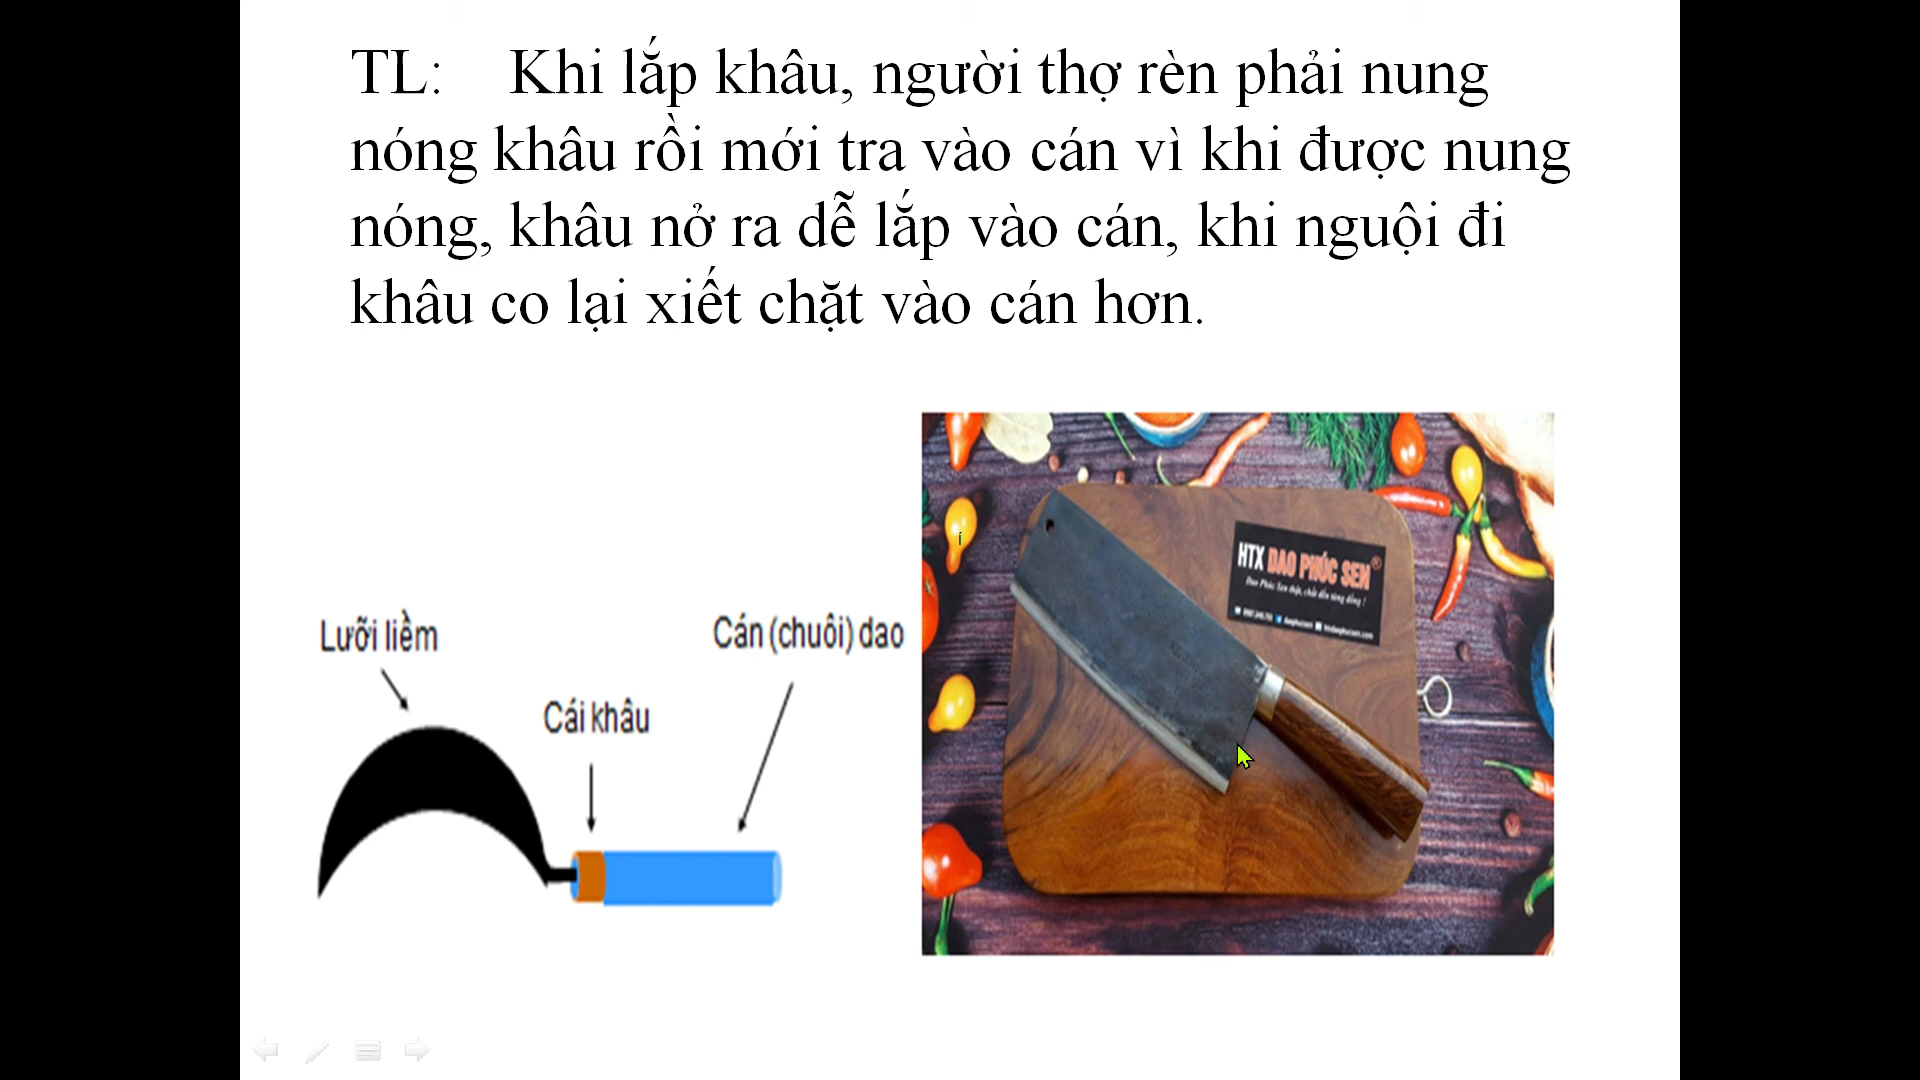 TL: Khi lắp khâu, người thợ rèn phải nung
nóng khâu rồi mới tra vào cán vì khi được nung
nóng, khâu nở ra dễ lắp vào cán, khi nguội đi
khâu co lại xiết chặt vào cán hơn.
Lưỡi liềm
Cán (chuôi) dao
Cái khâu
í
HTX DAO PHÚC SEN®